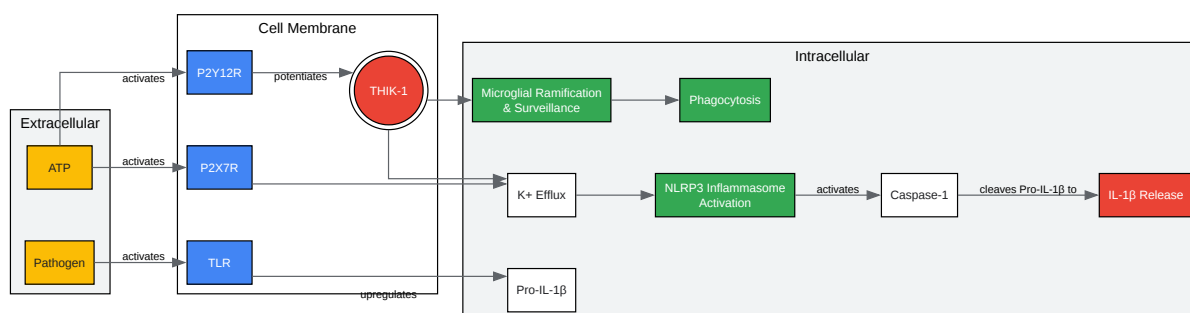 Cell Membrane
Extracellular
Intracellular
ATP
Pathogen
activates
activates
activates
P2Y12R
P2X7R
TLR
potentiates
THIK-1
upregulates
Microglial Ramification
& Surveillance
Phagocytosis
K+ Efflux
NLRP3 Inflammasome
Activation
activates
Caspase-1
cleaves Pro-IL-1β to
IL-1β Release
Pro-IL-1β